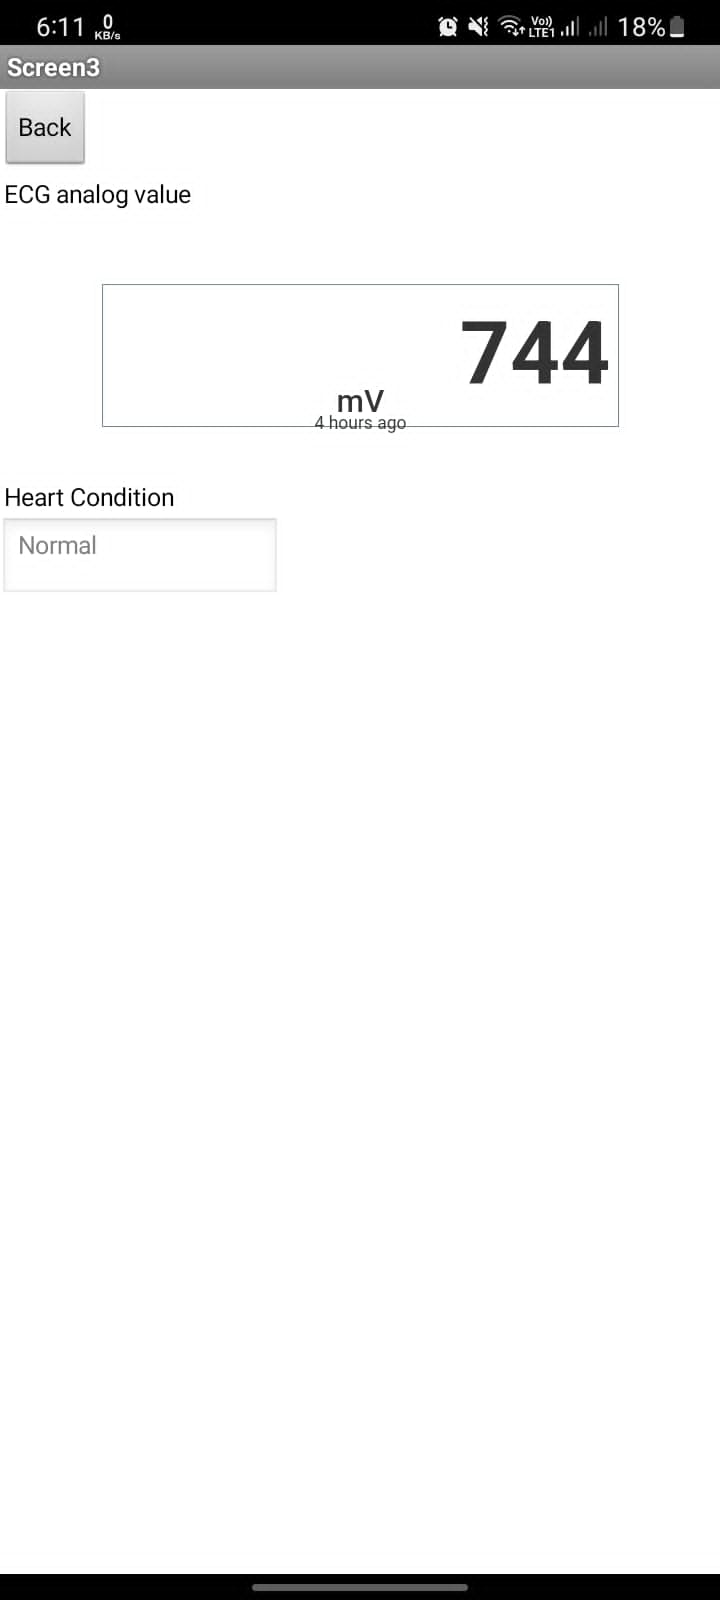 6:11 0 KB/s Vo)) LTE1 18%
Screen3
Back
ECG analog value
744
mV
4 hours ago
Heart Condition
Normal